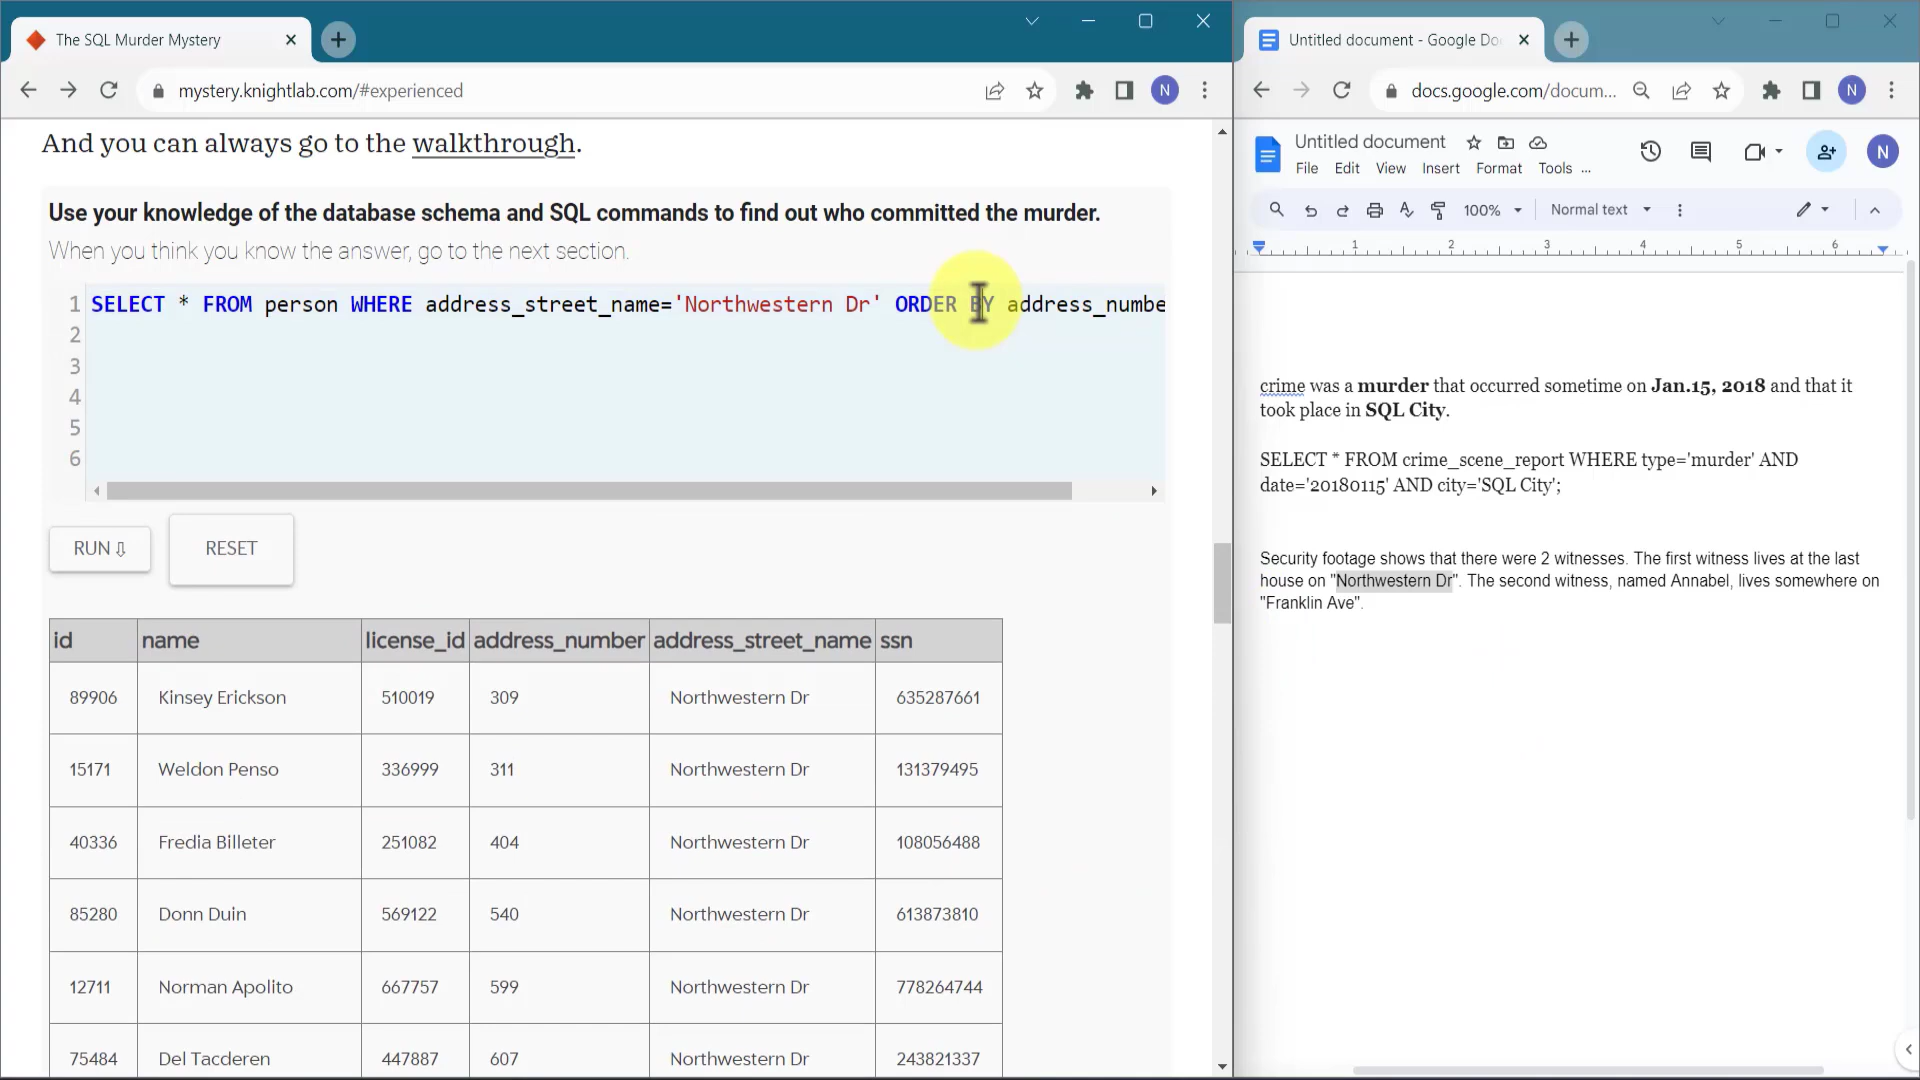 The SQL Murder Mystery
mystery.knightlab.com/#experienced
N
And you can always go to the walkthrough.
Use your knowledge of the database schema and SQL commands to find out who committed the murder.
When you think you know the answer, go to the next section.
1 SELECT * FROM person WHERE address_street_name='Northwestern Dr' ORDER BY address_numbe
2
3
4
5
6
RUN ⇩
RESET
id name license_id address_number address_street_name ssn
89906 Kinsey Erickson 510019 309 Northwestern Dr 635287661
15171 Weldon Penso 336999 311 Northwestern Dr 131379495
40336 Fredia Billeter 251082 404 Northwestern Dr 108056488
85280 Donn Duin 569122 540 Northwestern Dr 613873810
12711 Norman Apolito 667757 599 Northwestern Dr 778264744
75484 Del Tacderen 447887 607 Northwestern Dr 243821337
Untitled document - Google Do
docs.google.com/docum...
N
Untitled document
N
File Edit View Insert Format Tools ...
100% Normal text
1 2 3 4 5 6
crime was a murder that occurred sometime on Jan.15, 2018 and that it
took place in SQL City.
SELECT * FROM crime_scene_report WHERE type='murder' AND
date='20180115' AND city='SQL City';
Security footage shows that there were 2 witnesses. The first witness lives at the last
house on "Northwestern Dr". The second witness, named Annabel, lives somewhere on
"Franklin Ave".